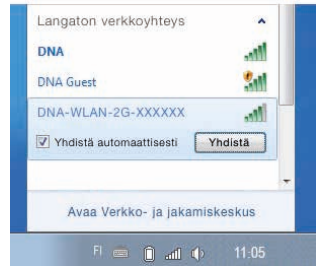 Langaton verkkoyhteys
DNA
DNA Guest
DNA-WLAN-2G-XXXXXX
Yhdistä automaattisesti Yhdistä
Avaa Verkko- ja jakamiskeskus
FI 11:05